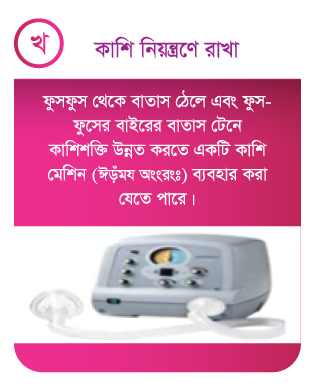 খ
কাশি নিয়ন্ত্রণে রাখা
ফুসফুস থেকে বাতাস ঠেলে এবং ফুস-
ফুসের বাইরের বাতাস টেনে
কাশিশক্তি উন্নত করতে একটি কাশি
মেশিন (ঈড়ঁময অংংরংঃ) ব্যবহার করা
যেতে পারে।